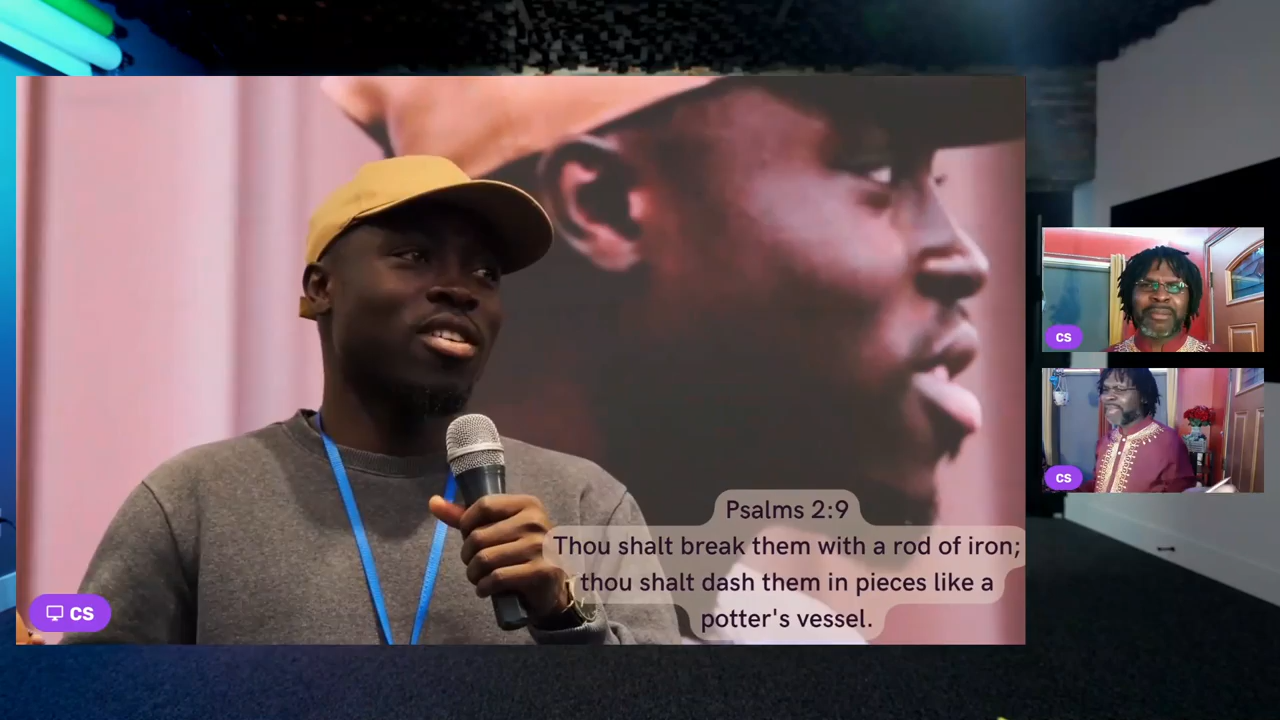 Psalms 2:9
Thou shalt break them with a rod of iron;
thou shalt dash them in pieces like a
potter's vessel.
CS
CS
CS